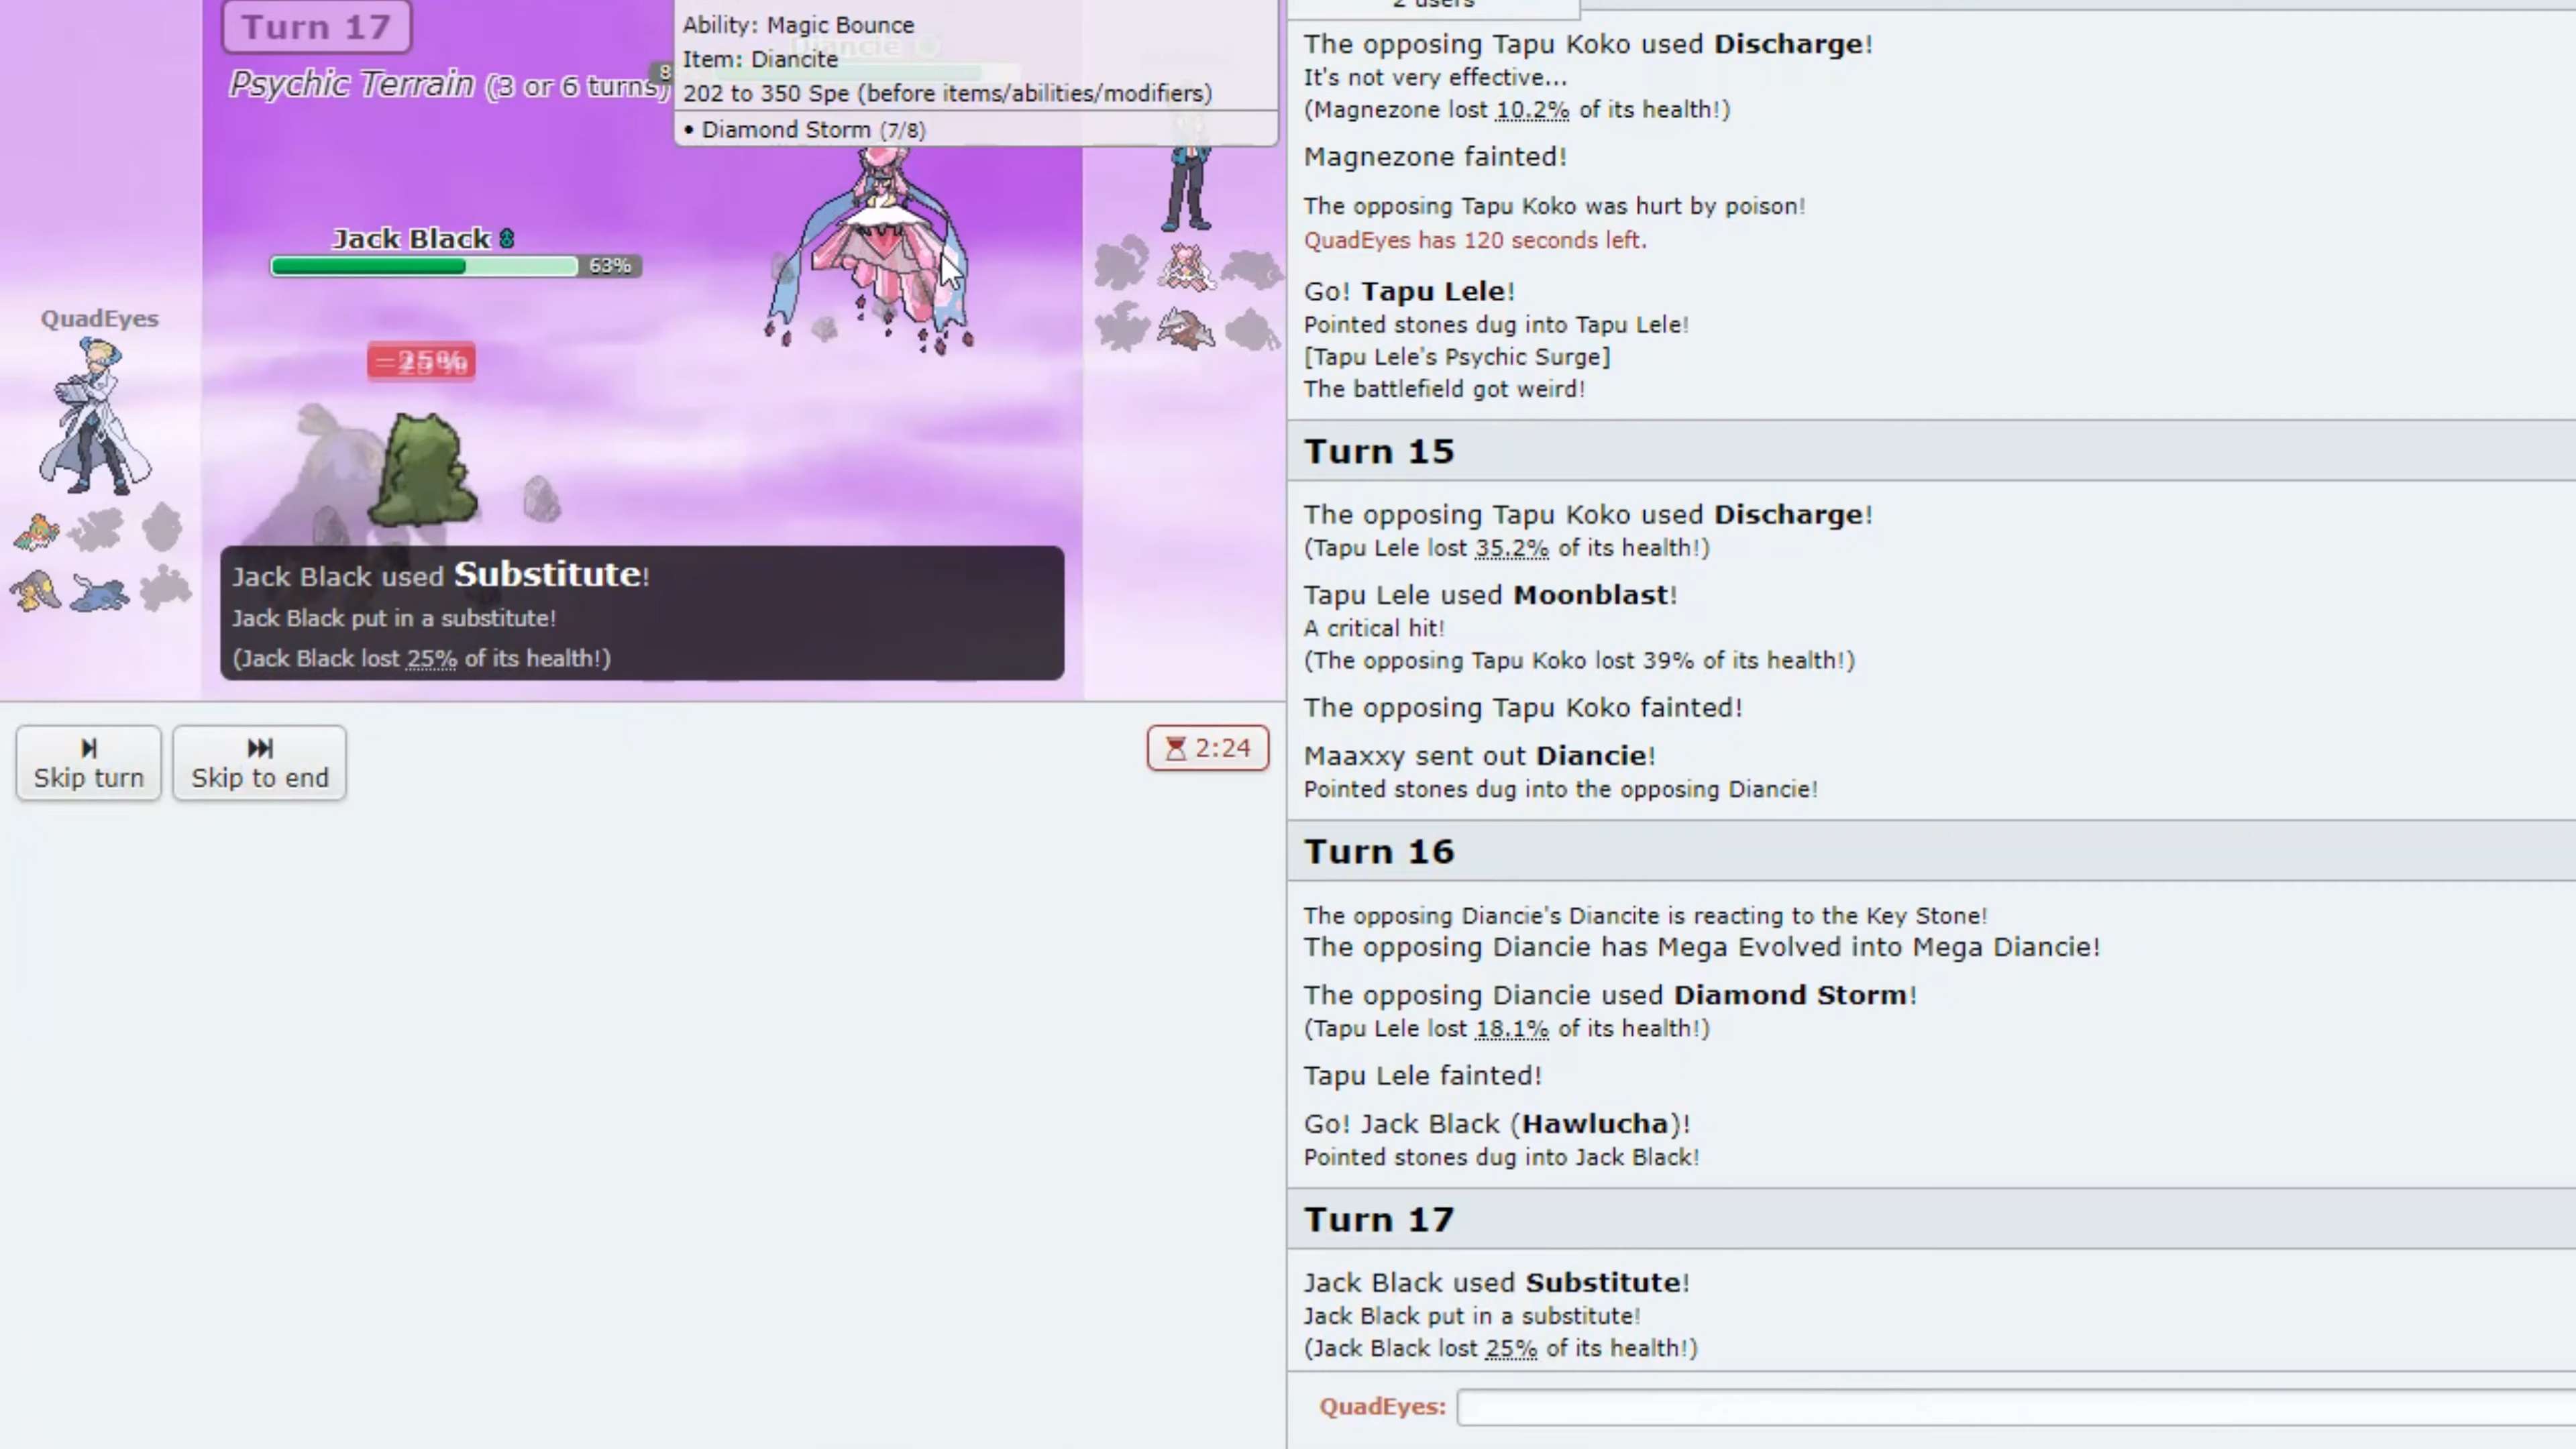 Turn 17
Psychic Terrain (3 or 6 turns)
8
Ability: Magic Bounce
Item: Diancite
202 to 350 Spe (before items/abilities/modifiers)
• Diamond Storm (7/8)
Jack Black
63%
QuadEyes
Jack Black used Substitute!
Jack Black put in a substitute!
(Jack Black lost 25% of its health!)
Skip turn
Skip to end
2:24
2 users
The opposing Tapu Koko used Discharge!
It's not very effective...
(Magnezone lost 10.2% of its health!)
Magnezone fainted!
The opposing Tapu Koko was hurt by poison!
QuadEyes has 120 seconds left.
Go! Tapu Lele!
Pointed stones dug into Tapu Lele!
[Tapu Lele's Psychic Surge]
The battlefield got weird!
Turn 15
The opposing Tapu Koko used Discharge!
(Tapu Lele lost 35.2% of its health!)
Tapu Lele used Moonblast!
A critical hit!
(The opposing Tapu Koko lost 39% of its health!)
The opposing Tapu Koko fainted!
Maaxxy sent out Diancie!
Pointed stones dug into the opposing Diancie!
Turn 16
The opposing Diancie's Diancite is reacting to the Key Stone!
The opposing Diancie has Mega Evolved into Mega Diancie!
The opposing Diancie used Diamond Storm!
(Tapu Lele lost 18.1% of its health!)
Tapu Lele fainted!
Go! Jack Black (Hawlucha)!
Pointed stones dug into Jack Black!
Turn 17
Jack Black used Substitute!
Jack Black put in a substitute!
(Jack Black lost 25% of its health!)
QuadEyes: